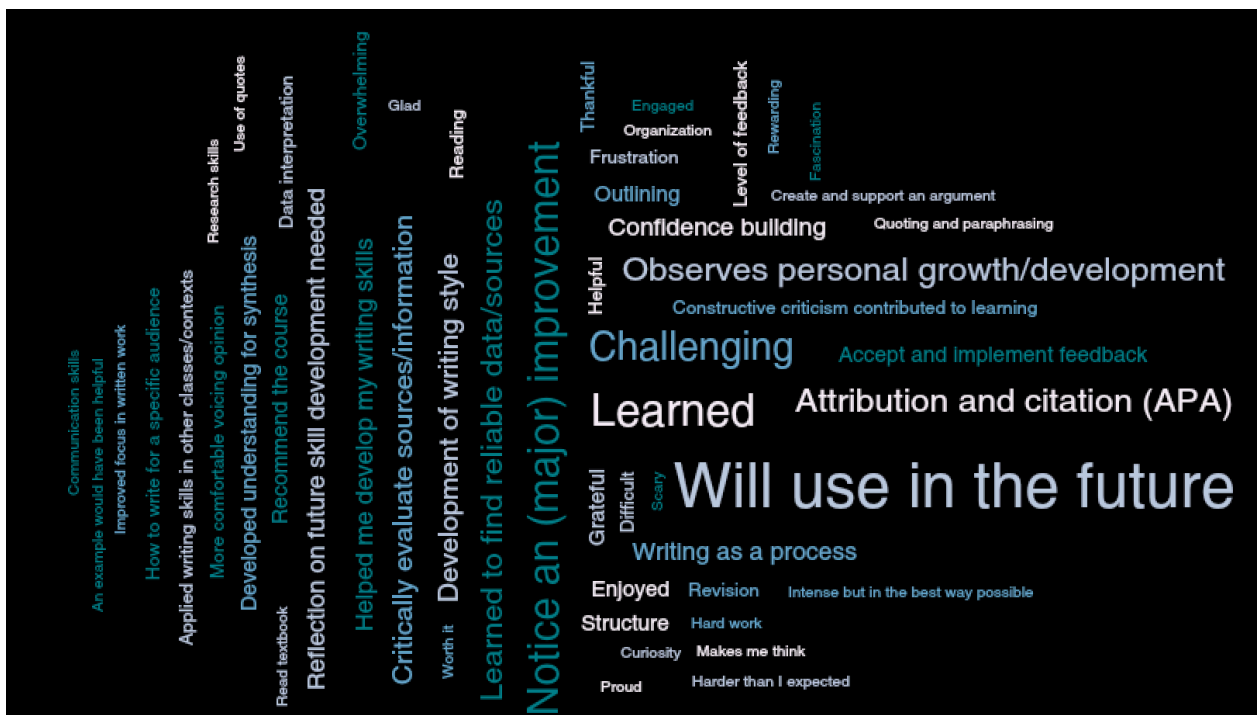 Communication skills
An example would have been helpful
Improved focus in written work
How to write for a specific audience
Applied writing skills in other classes/contexts
Research skills
More comfortable voicing opinion
Use of quotes
Developed understanding for synthesis
Data interpretation
Recommend the course
Read textbook
Reflection on future skill development needed
Overwhelming
Helped me develop my writing skills
Glad
Critically evaluate sources/information
Reading
Development of writing style
Worth it
Learned to find reliable data/sources
Notice an (major) improvement
Thankful
Engaged
Organization
Frustration
Level of feedback
Rewarding
Fascination
Outlining
Create and support an argument
Confidence building
Quoting and paraphrasing
Helpful
Observes personal growth/development
Constructive criticism contributed to learning
Challenging
Accept and implement feedback
Learned
Attribution and citation (APA)
Grateful
Difficult
Scary
Will use in the future
Writing as a process
Enjoyed
Revision
Intense but in the best way possible
Structure
Hard work
Curiosity
Makes me think
Proud
Harder than I expected